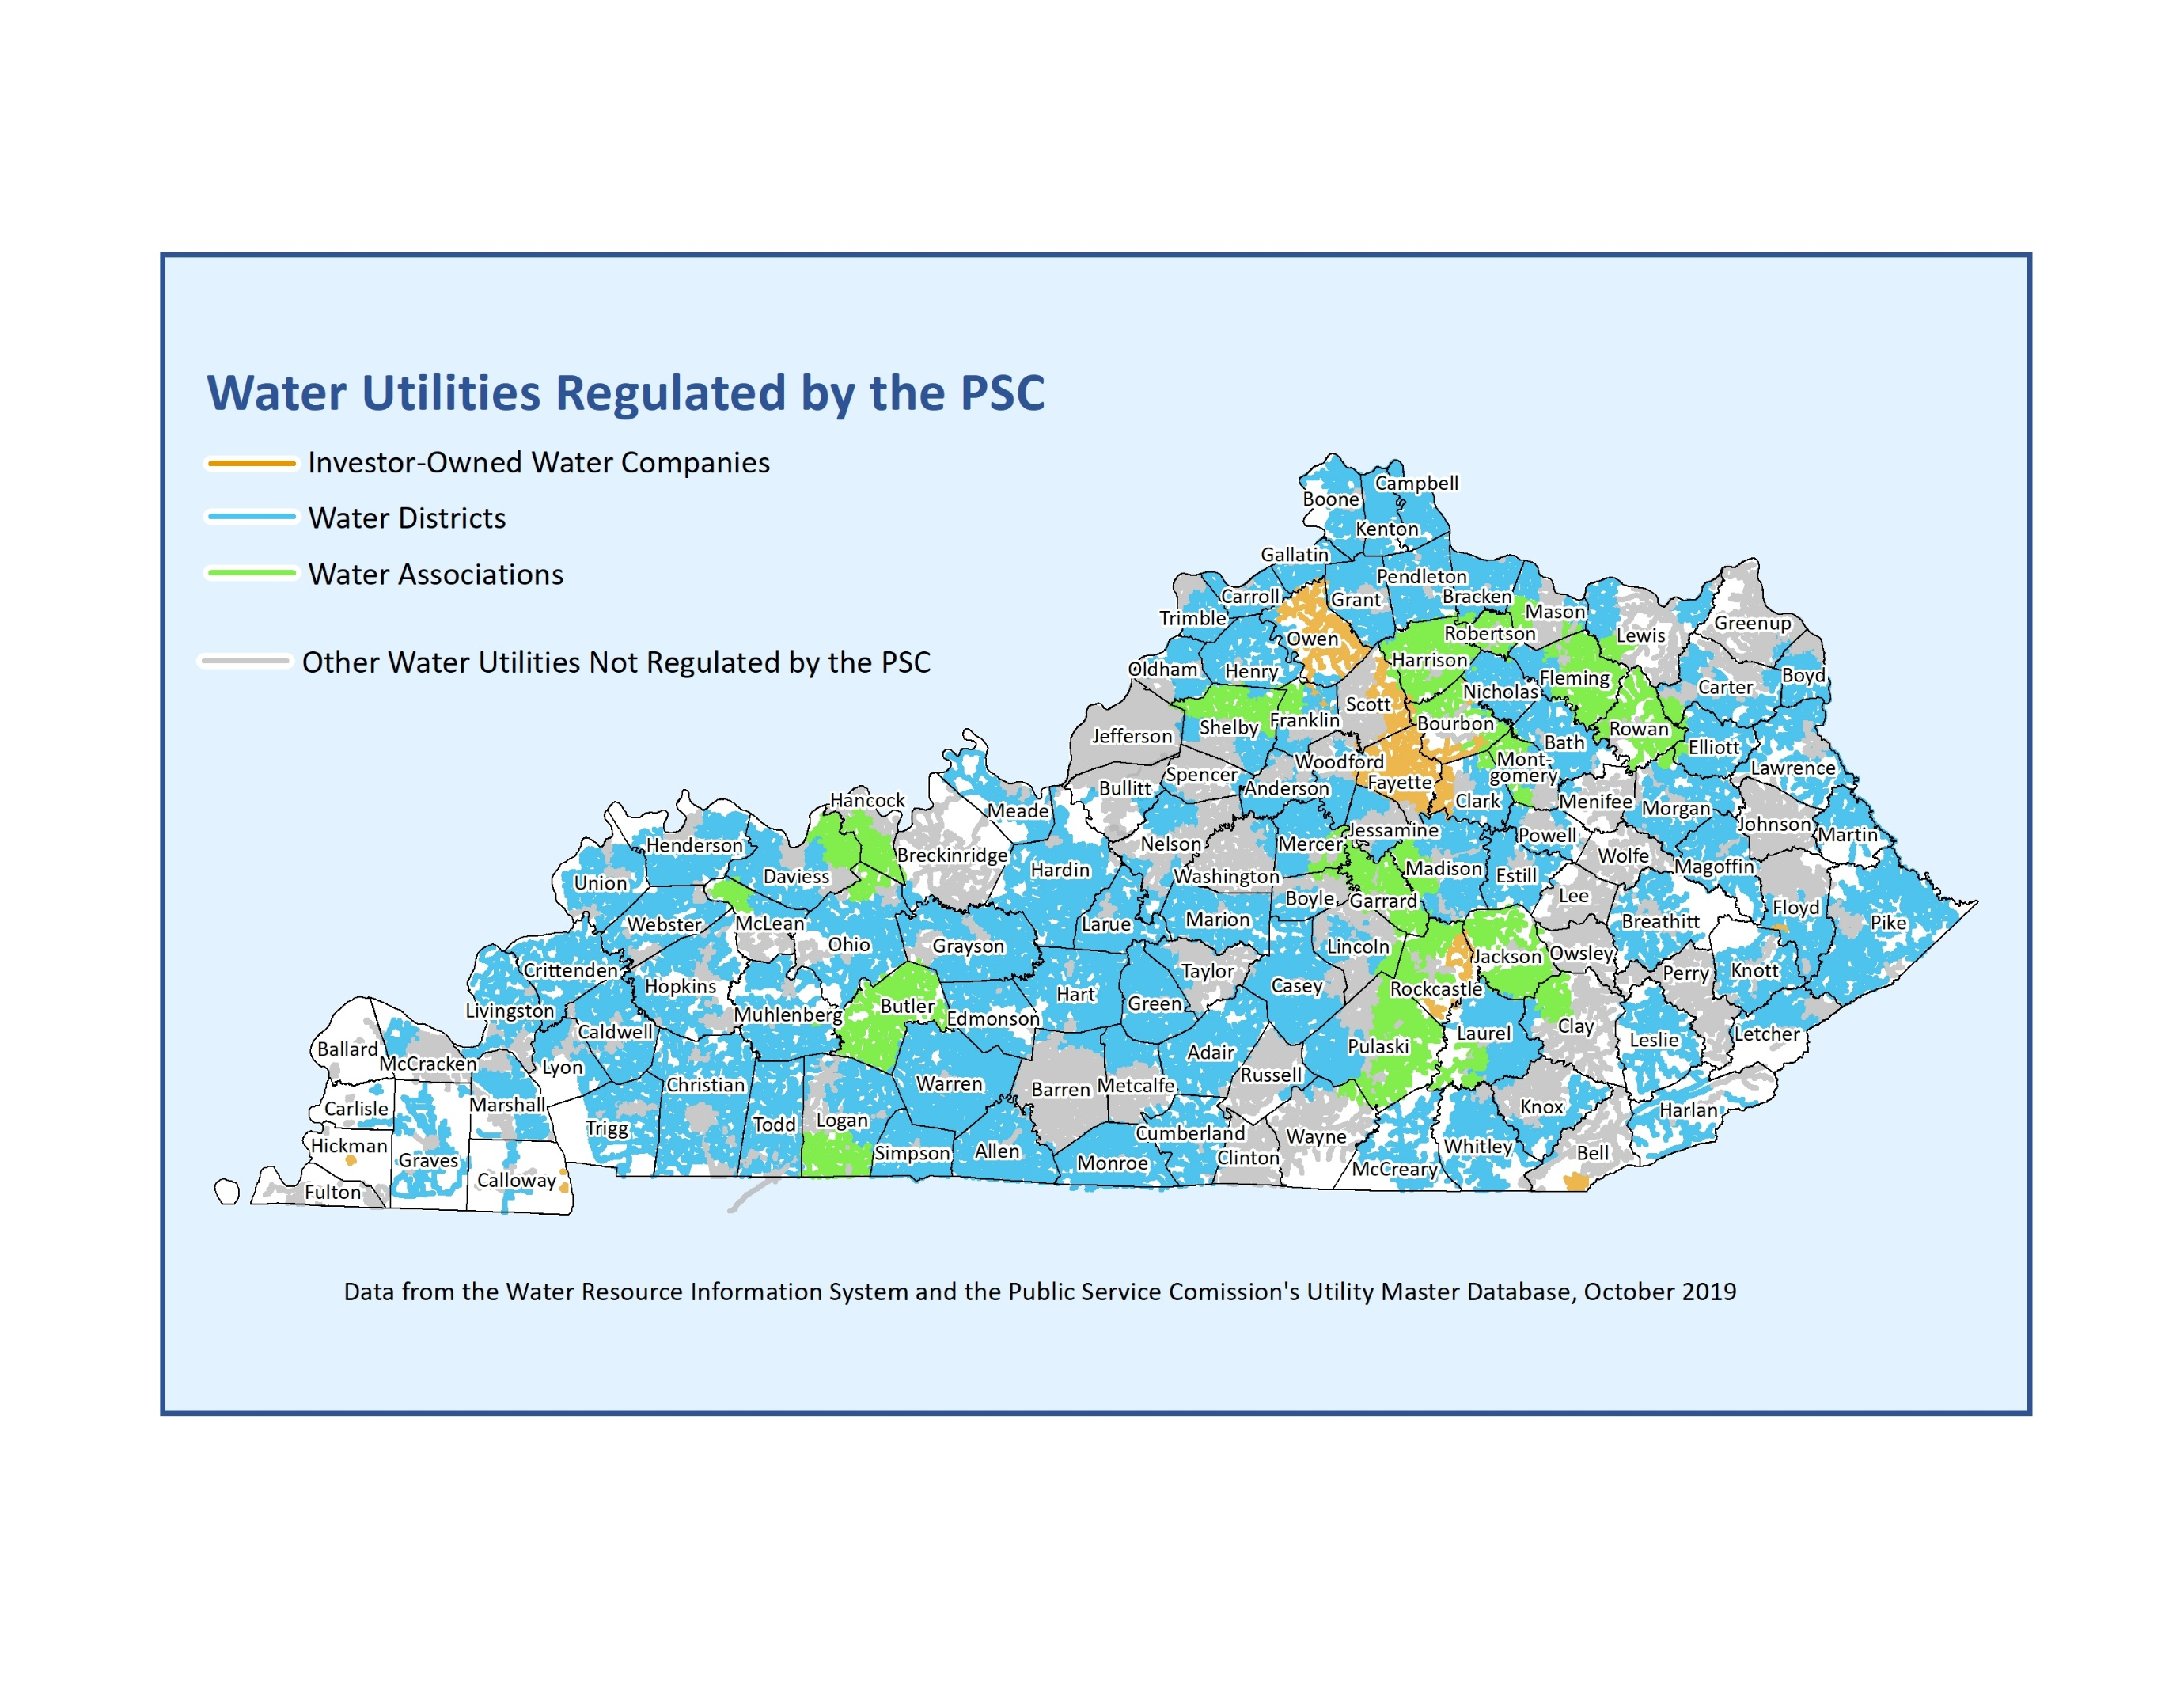 Water Utilities Regulated by the PSC
Investor-Owned Water Companies
Water Districts
Water Associations
Other Water Utilities Not Regulated by the PSC
Campbell
Boone
Kenton
Gallatin
Pendleton
Carroll
Grant
Bracken
Mason
Trimble
Robertson
Lewis
Greenup
Owen
Harrison
Oldham
Henry
Fleming
Boyd
Nicholas
Carter
Scott
Shelby
Franklin
Bourbon
Rowan
Jefferson
Bath
Elliott
Woodford
Mont-
gomery
Lawrence
Spencer
Fayette
Bullitt
Anderson
Clark
Menifee
Hancock
Meade
Morgan
Johnson
Jessamine
Powell
Martin
Henderson
Nelson
Mercer
Breckinridge
Wolfe
Magoffin
Hardin
Madison
Union
Daviess
Washington
Estill
Boyle
Garrard
Lee
Floyd
Webster
McLean
Larue
Marion
Breathitt
Pike
Ohio
Grayson
Lincoln
Jackson
Owsley
Crittenden
Taylor
Perry
Knott
Hopkins
Casey
Rockcastle
Hart
Green
Butler
Livingston
Muhlenberg
Edmonson
Caldwell
Clay
Laurel
Letcher
Leslie
Ballard
Pulaski
Adair
McCracken
Lyon
Russell
Christian
Warren
Barren
Metcalfe
Carlisle
Marshall
Knox
Harlan
Logan
Todd
Trigg
Cumberland
Wayne
Hickman
Whitley
Allen
Simpson
Bell
Graves
Monroe
Clinton
McCreary
Calloway
Fulton
Data from the Water Resource Information System and the Public Service Comission's Utility Master Database, October 2019